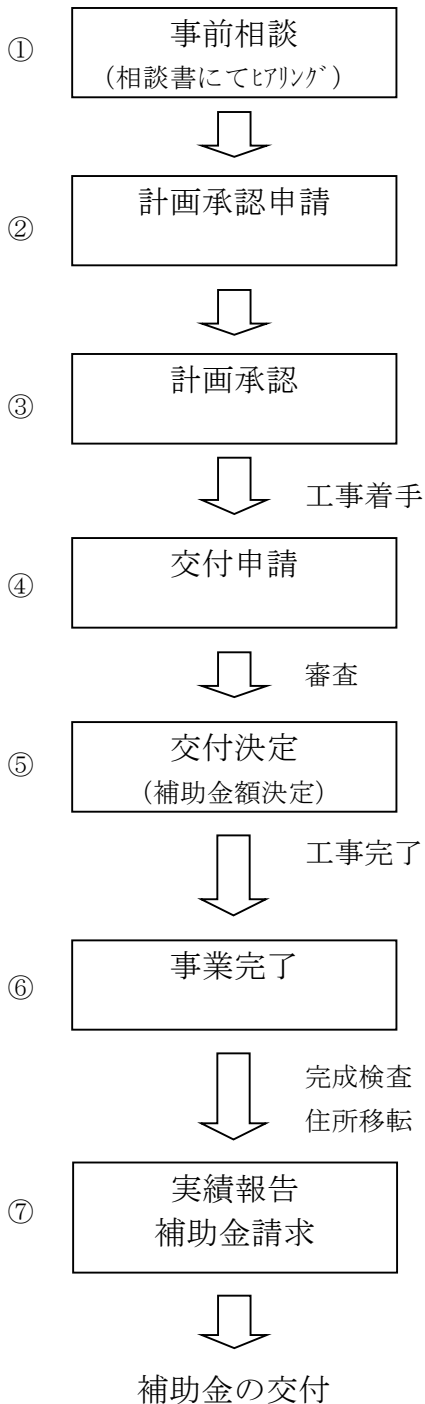 ①
事前相談
(相談書にてﾋｱﾘﾝｸﾞ)
②
計画承認申請
③
計画承認
工事着手
④
交付申請
審査
⑤
交付決定
(補助金額決定)
工事完了
⑥
事業完了
完成検査
住所移転
⑦
実績報告
補助金請求
補助金の交付